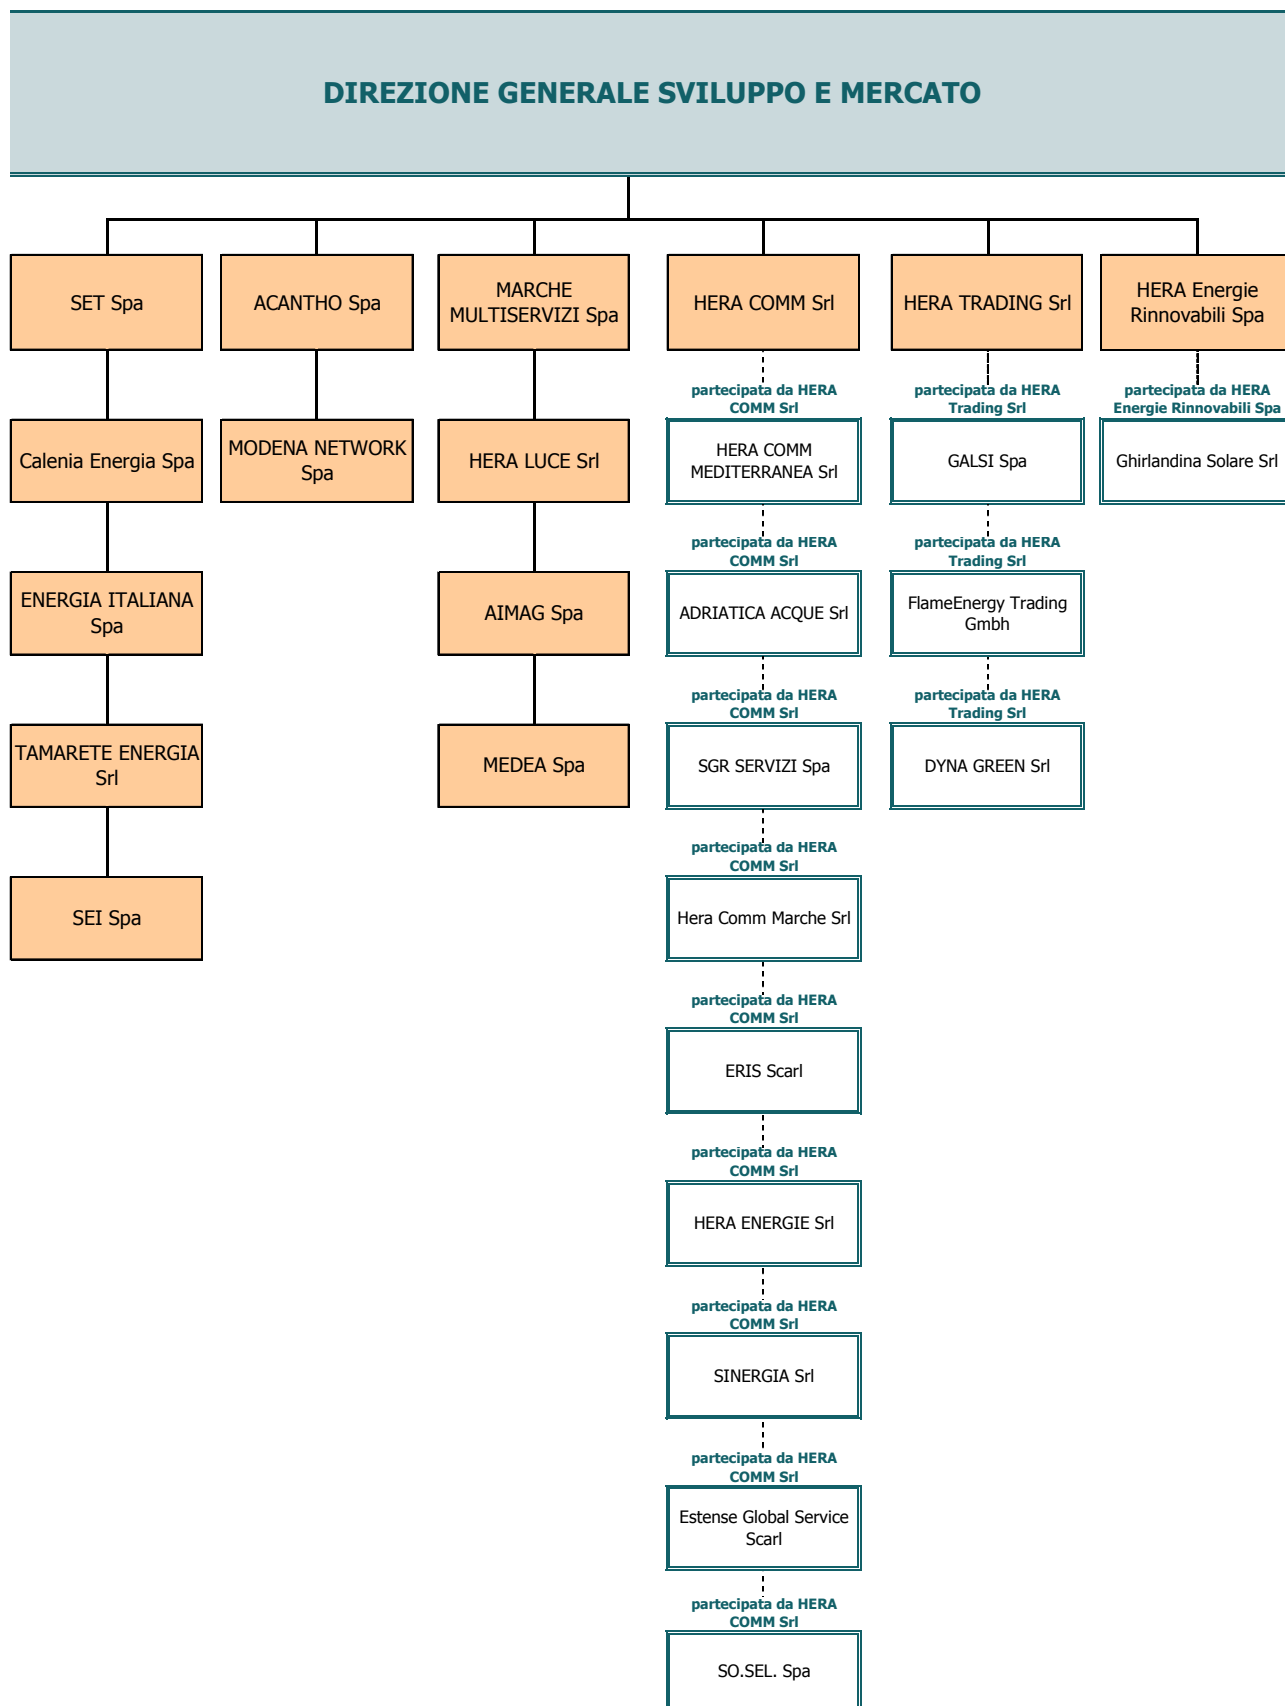 DIREZIONE GENERALE SVILUPPO E MERCATO
SET Spa
ACANTHO Spa
MARCHE
MULTISERVIZI Spa
HERA COMM Srl
HERA TRADING Srl
HERA Energie
Rinnovabili Spa
partecipata da HERA
COMM Srl
partecipata da HERA
Trading Srl
partecipata da HERA
Energie Rinnovabili Spa
Calenia Energia Spa
MODENA NETWORK
Spa
HERA LUCE Srl
HERA COMM
MEDITERRANEA Srl
GALSI Spa
Ghirlandina Solare Srl
partecipata da HERA
COMM Srl
partecipata da HERA
Trading Srl
ENERGIA ITALIANA
Spa
AIMAG Spa
ADRIATICA ACQUE Srl
FlameEnergy Trading
Gmbh
partecipata da HERA
COMM Srl
partecipata da HERA
Trading Srl
TAMARETE ENERGIA
Srl
MEDEA Spa
SGR SERVIZI Spa
DYNA GREEN Srl
partecipata da HERA
COMM Srl
SEI Spa
Hera Comm Marche Srl
partecipata da HERA
COMM Srl
ERIS Scarl
partecipata da HERA
COMM Srl
HERA ENERGIE Srl
partecipata da HERA
COMM Srl
SINERGIA Srl
partecipata da HERA
COMM Srl
Estense Global Service
Scarl
partecipata da HERA
COMM Srl
SO.SEL. Spa